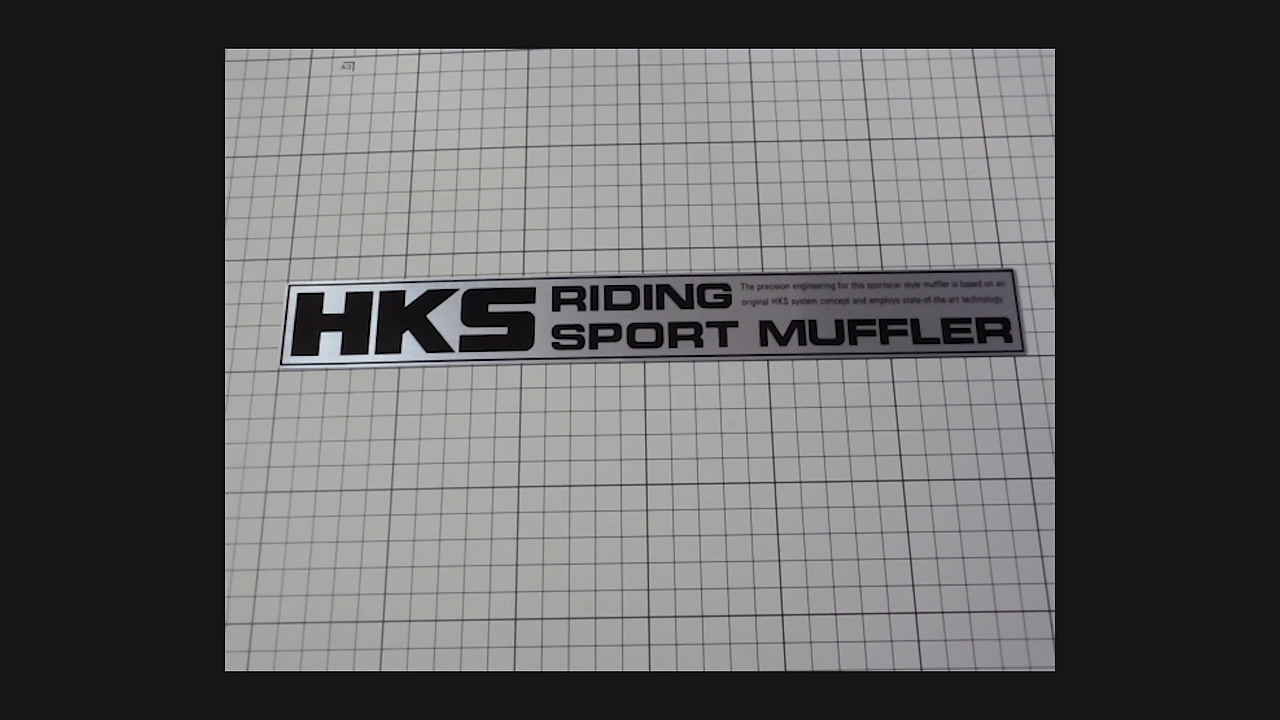 HKS
RIDING
The precision engineering for this sportscar style muffler is based on an
original HKS system concept and employs state-of-the-art technology.
SPORT MUFFLER